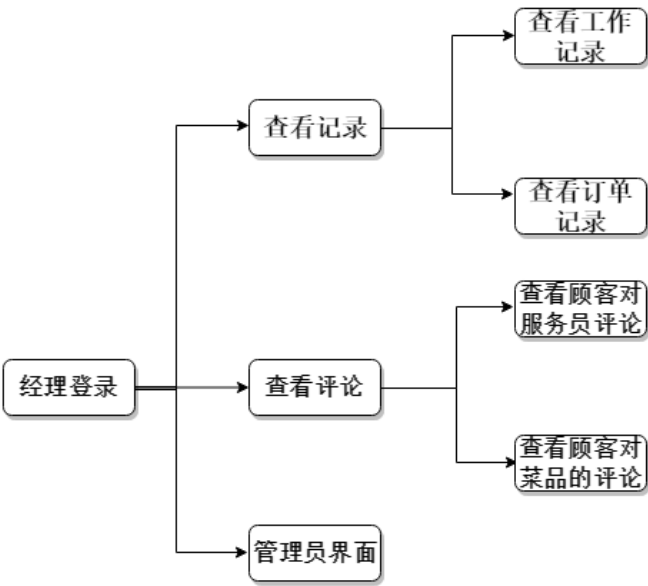 查看工作
记录
查看记录
查看订单
记录
查看顾客对
服务员评论
经理登录
查看评论
查看顾客对
菜品的评论
管理员界面